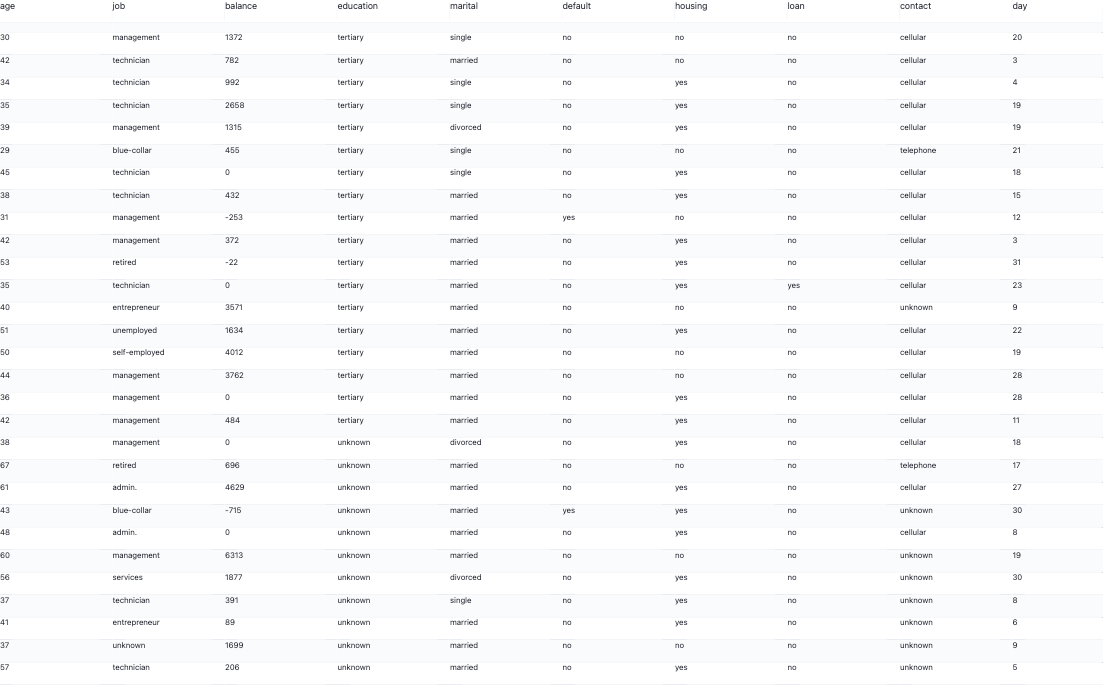 age job balance education marital default housing loan contact day
30 management 1372 tertiary single no no no cellular 20
42 technician 782 tertiary married no no no cellular 3
34 technician 992 tertiary single no yes no cellular 4
35 technician 2658 tertiary single no yes no cellular 19
39 management 1315 tertiary divorced no yes no cellular 19
29 blue-collar 455 tertiary single no no no telephone 21
45 technician 0 tertiary single no yes no cellular 18
38 technician 432 tertiary married no yes no cellular 15
31 management -253 tertiary married yes no no cellular 12
42 management 372 tertiary married no yes no cellular 3
53 retired -22 tertiary married no yes no cellular 31
35 technician 0 tertiary married no yes yes cellular 23
40 entrepreneur 3571 tertiary married no no no unknown 9
51 unemployed 1634 tertiary married no yes no cellular 22
50 self-employed 4012 tertiary married no no no cellular 19
44 management 3762 tertiary married no no no cellular 28
36 management 0 tertiary married no yes no cellular 28
42 management 484 tertiary married no yes no cellular 11
38 management 0 unknown divorced no yes no cellular 18
67 retired 696 unknown married no no no telephone 17
61 admin. 4629 unknown married no yes no cellular 27
43 blue-collar -715 unknown married yes yes no unknown 30
48 admin. 0 unknown married no yes no cellular 8
60 management 6313 unknown married no no no unknown 19
56 services 1877 unknown divorced no yes no unknown 30
37 technician 391 unknown single no yes no unknown 8
41 entrepreneur 89 unknown married no yes no unknown 6
37 unknown 1699 unknown married no no no unknown 9
57 technician 206 unknown married no yes no unknown 5